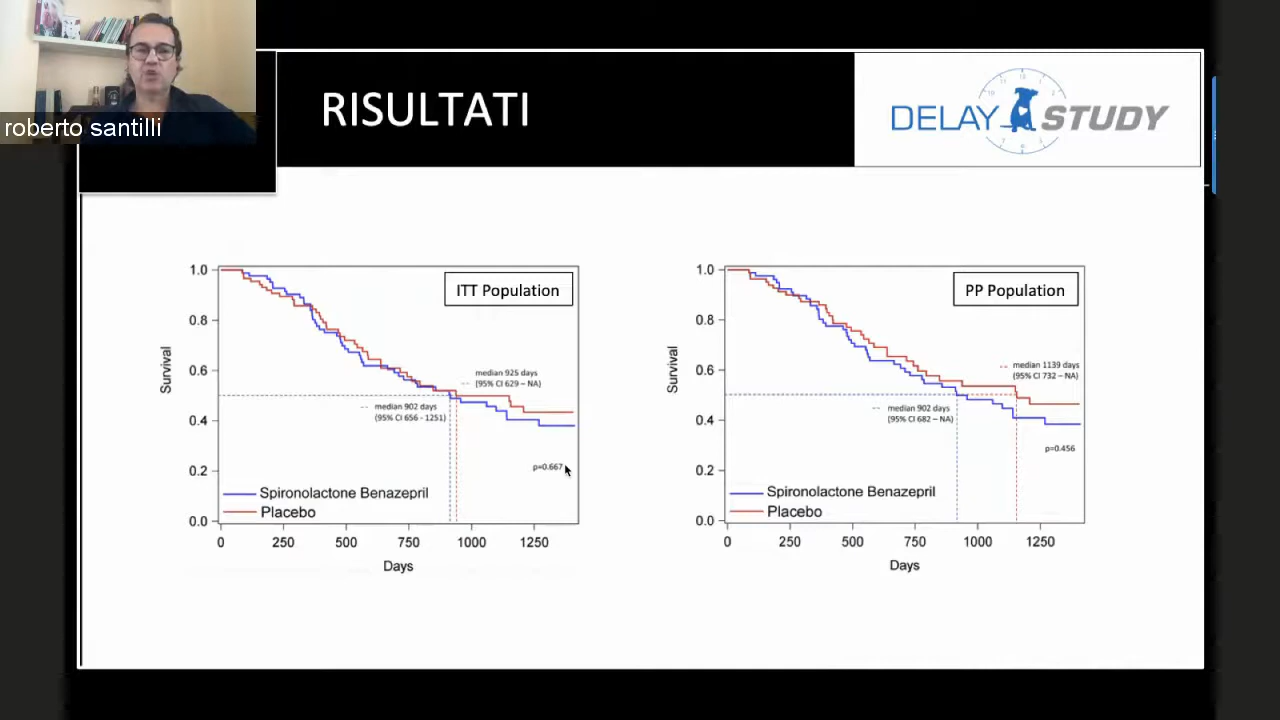 roberto santilli
RISULTATI
DELAY STUDY
ITT Population
1.0
0.8
0.6
0.4
0.2
0.0
Survival
median 925 days
(95% CI 629 – NA)
median 902 days
(95% CI 656 - 1251)
p=0.667
Spironolactone Benazepril
Placebo
0 250 500 750 1000 1250
Days
PP Population
1.0
0.8
0.6
0.4
0.2
0.0
Survival
median 1139 days
(95% CI 732 – NA)
median 902 days
(95% CI 682 – NA)
p=0.456
Spironolactone Benazepril
Placebo
0 250 500 750 1000 1250
Days